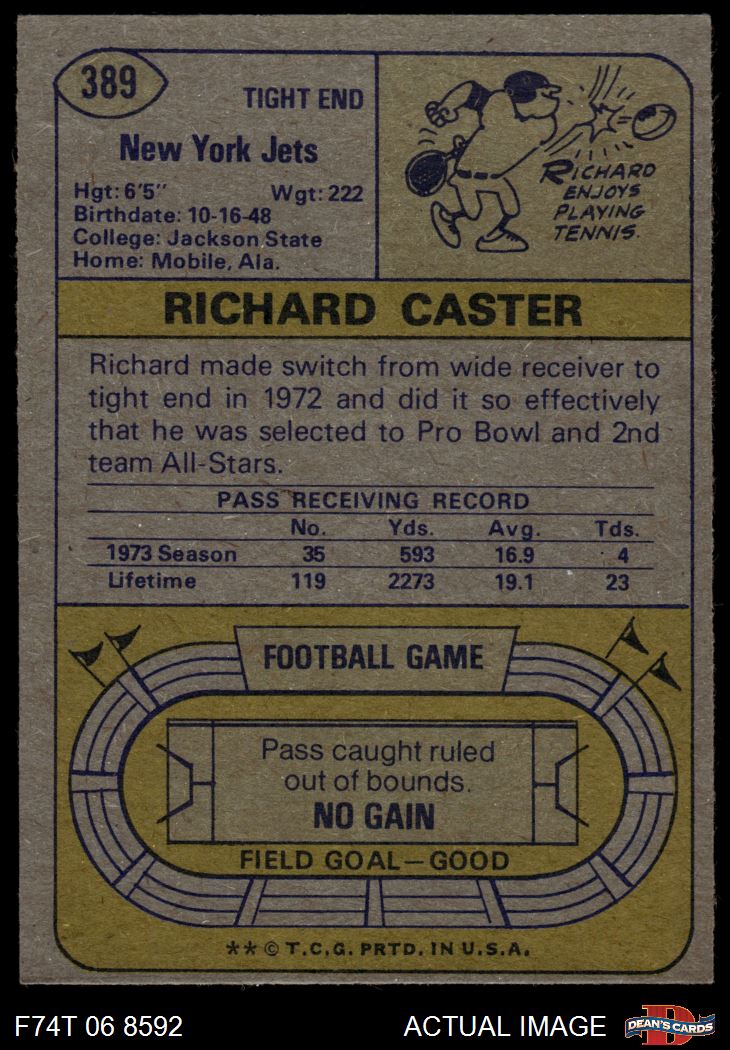 389
TIGHT END
New York Jets
Hgt: 6'5" Wgt: 222
Birthdate: 10-16-48
College: Jackson State
Home: Mobile, Ala.
RICHARD
ENJOYS
PLAYING
TENNIS.
RICHARD CASTER
Richard made switch from wide receiver to
tight end in 1972 and did it so effectively
that he was selected to Pro Bowl and 2nd
team All-Stars.
PASS RECEIVING RECORD
No. Yds. Avg. Tds.
1973 Season 35 593 16.9 4
Lifetime 119 2273 19.1 23
FOOTBALL GAME
Pass caught ruled
out of bounds.
NO GAIN
FIELD GOAL—GOOD
** © T.C.G. PRTD. IN U.S.A.
F74T 06 8592 ACTUAL IMAGE D DEAN'S CARDS